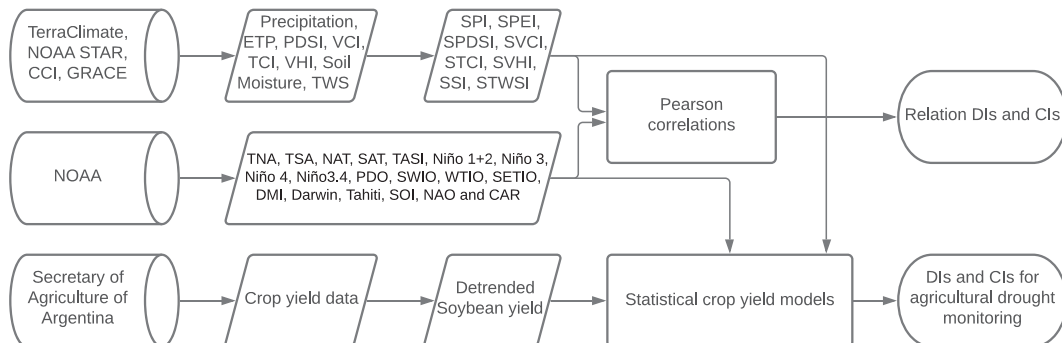 TerraClimate,
NOAA STAR,
CCI, GRACE
Precipitation,
ETP, PDSI, VCI,
TCI, VHI, Soil
Moisture, TWS
SPI, SPEI,
SPDSI, SVCI,
STCI, SVHI,
SSI, STWSI
Pearson
correlations
Relation DIs and CIs
NOAA
TNA, TSA, NAT, SAT, TASI, Niño 1+2, Niño 3,
Niño 4, Niño3.4, PDO, SWIO, WTIO, SETIO,
DMI, Darwin, Tahiti, SOI, NAO and CAR
Secretary of
Agriculture of
Argentina
Crop yield data
Detrended
Soybean yield
Statistical crop yield models
DIs and CIs for
agricultural drought
monitoring